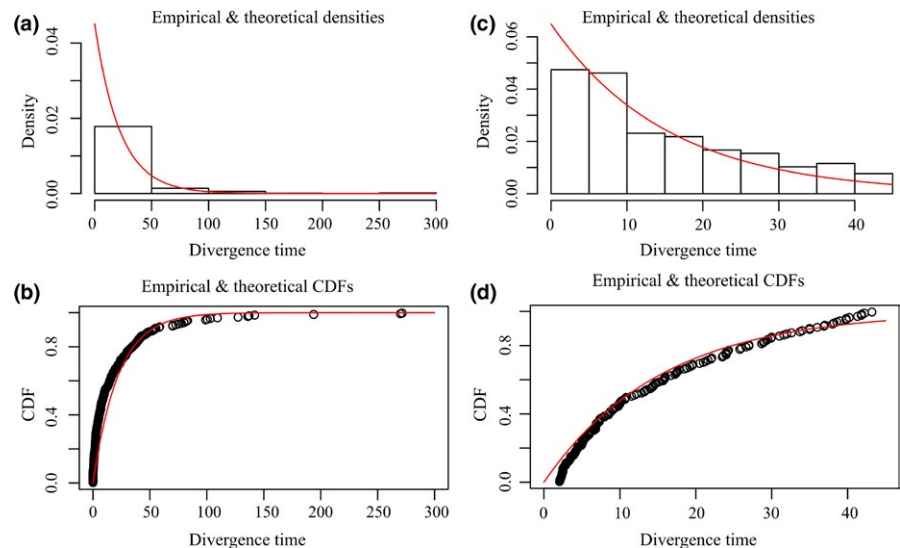 (a)
Empirical & theoretical densities
Density
0.00 0.02 0.04
0 50 100 150 200 250 300
Divergence time
(c)
Empirical & theoretical densities
Density
0.00 0.02 0.04 0.06
0 10 20 30 40
Divergence time
(b)
Empirical & theoretical CDFs
CDF
0.0 0.4 0.8
0 50 100 150 200 250 300
Divergence time
(d)
Empirical & theoretical CDFs
CDF
0.0 0.4 0.8
0 10 20 30 40
Divergence time